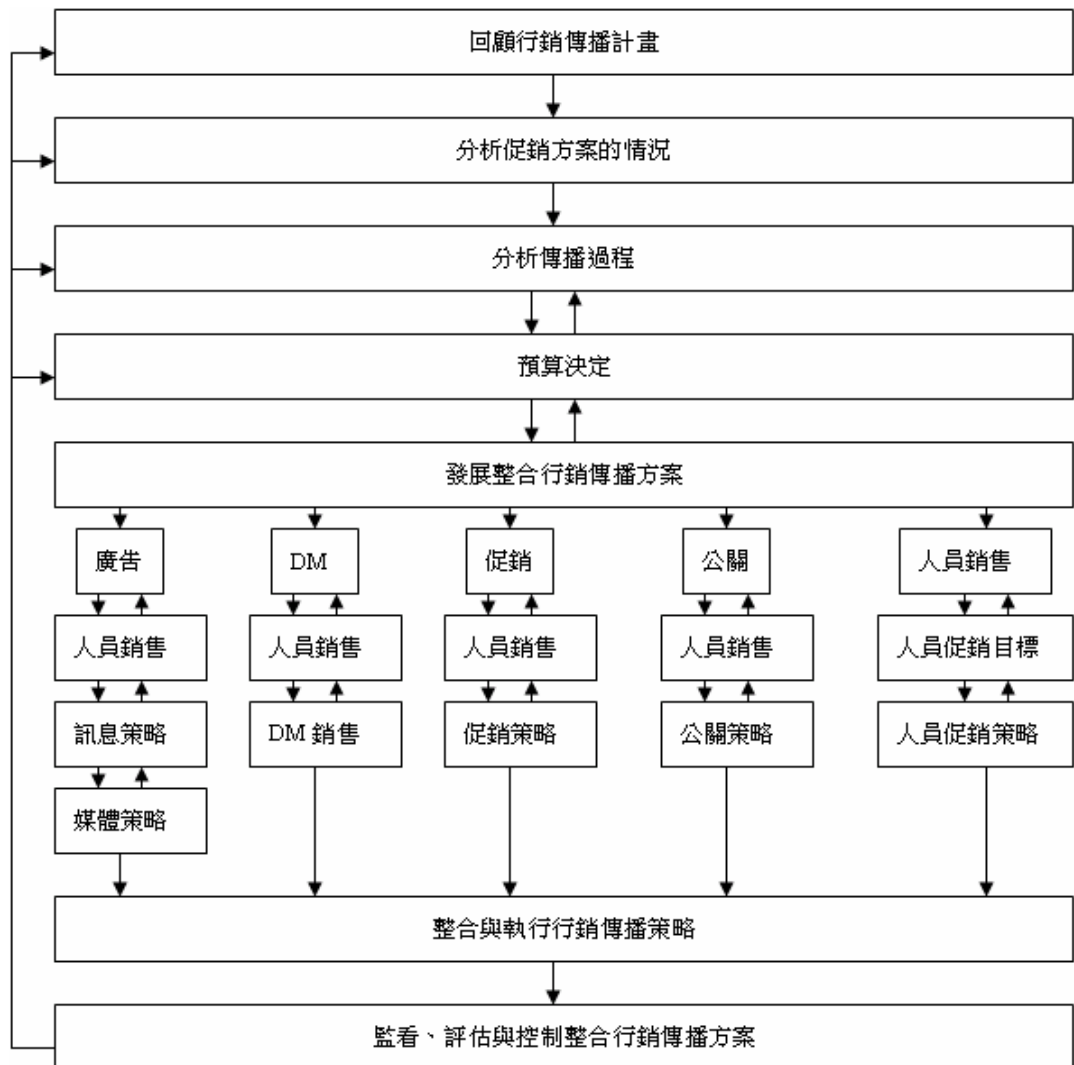 回顧行銷傳播計畫
分析促銷方案的情況
分析傳播過程
預算決定
發展整合行銷傳播方案
廣告
DM
促銷
公關
人員銷售
人員銷售
人員銷售
人員銷售
人員銷售
人員促銷目標
訊息策略
DM 銷售
促銷策略
公關策略
人員促銷策略
媒體策略
整合與執行行銷傳播策略
監看、評估與控制整合行銷傳播方案